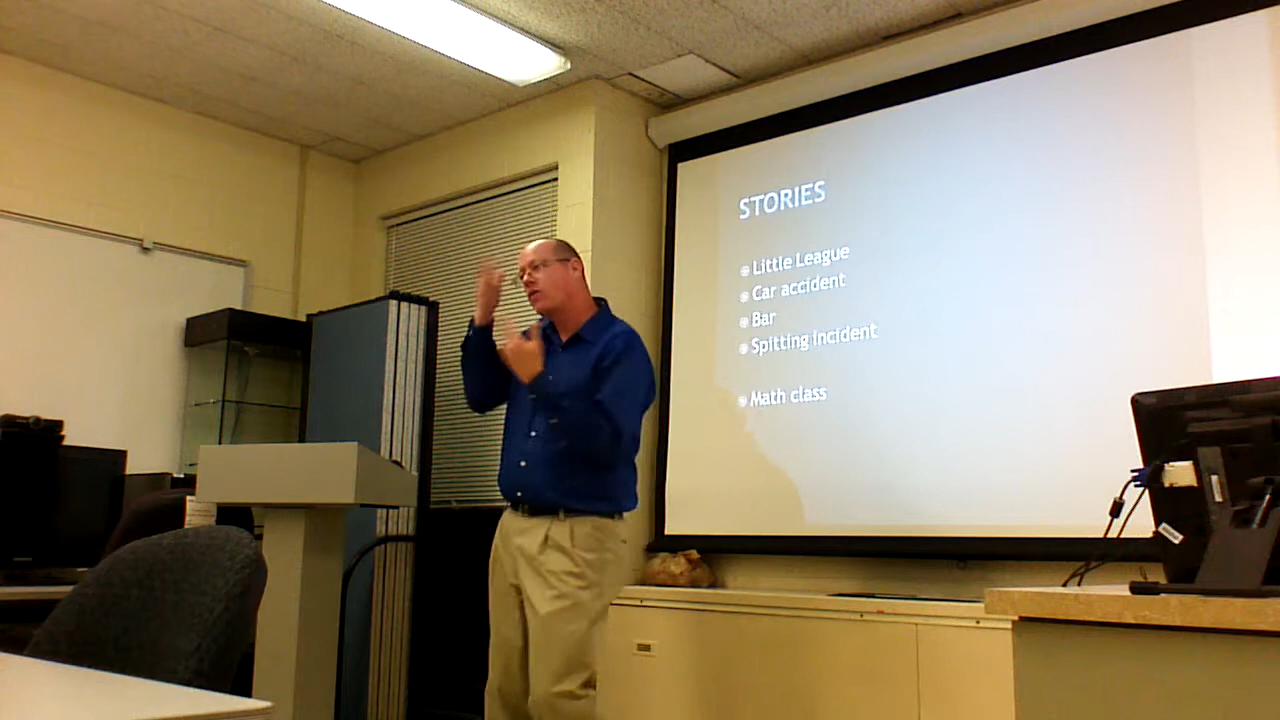 STORIES
Little League
Car accident
Bar
Spitting incident
Math class